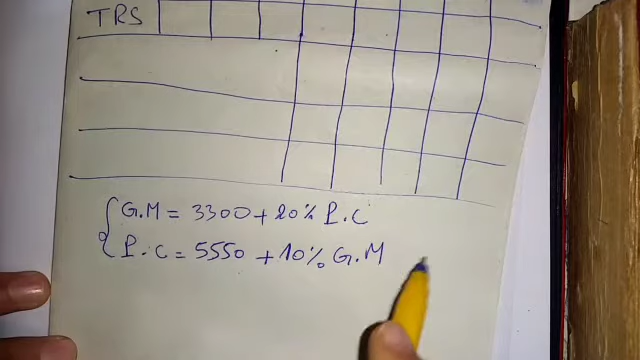 TRS
G.M = 3300 + 20% P.C
P.C = 5550 + 10% G.M